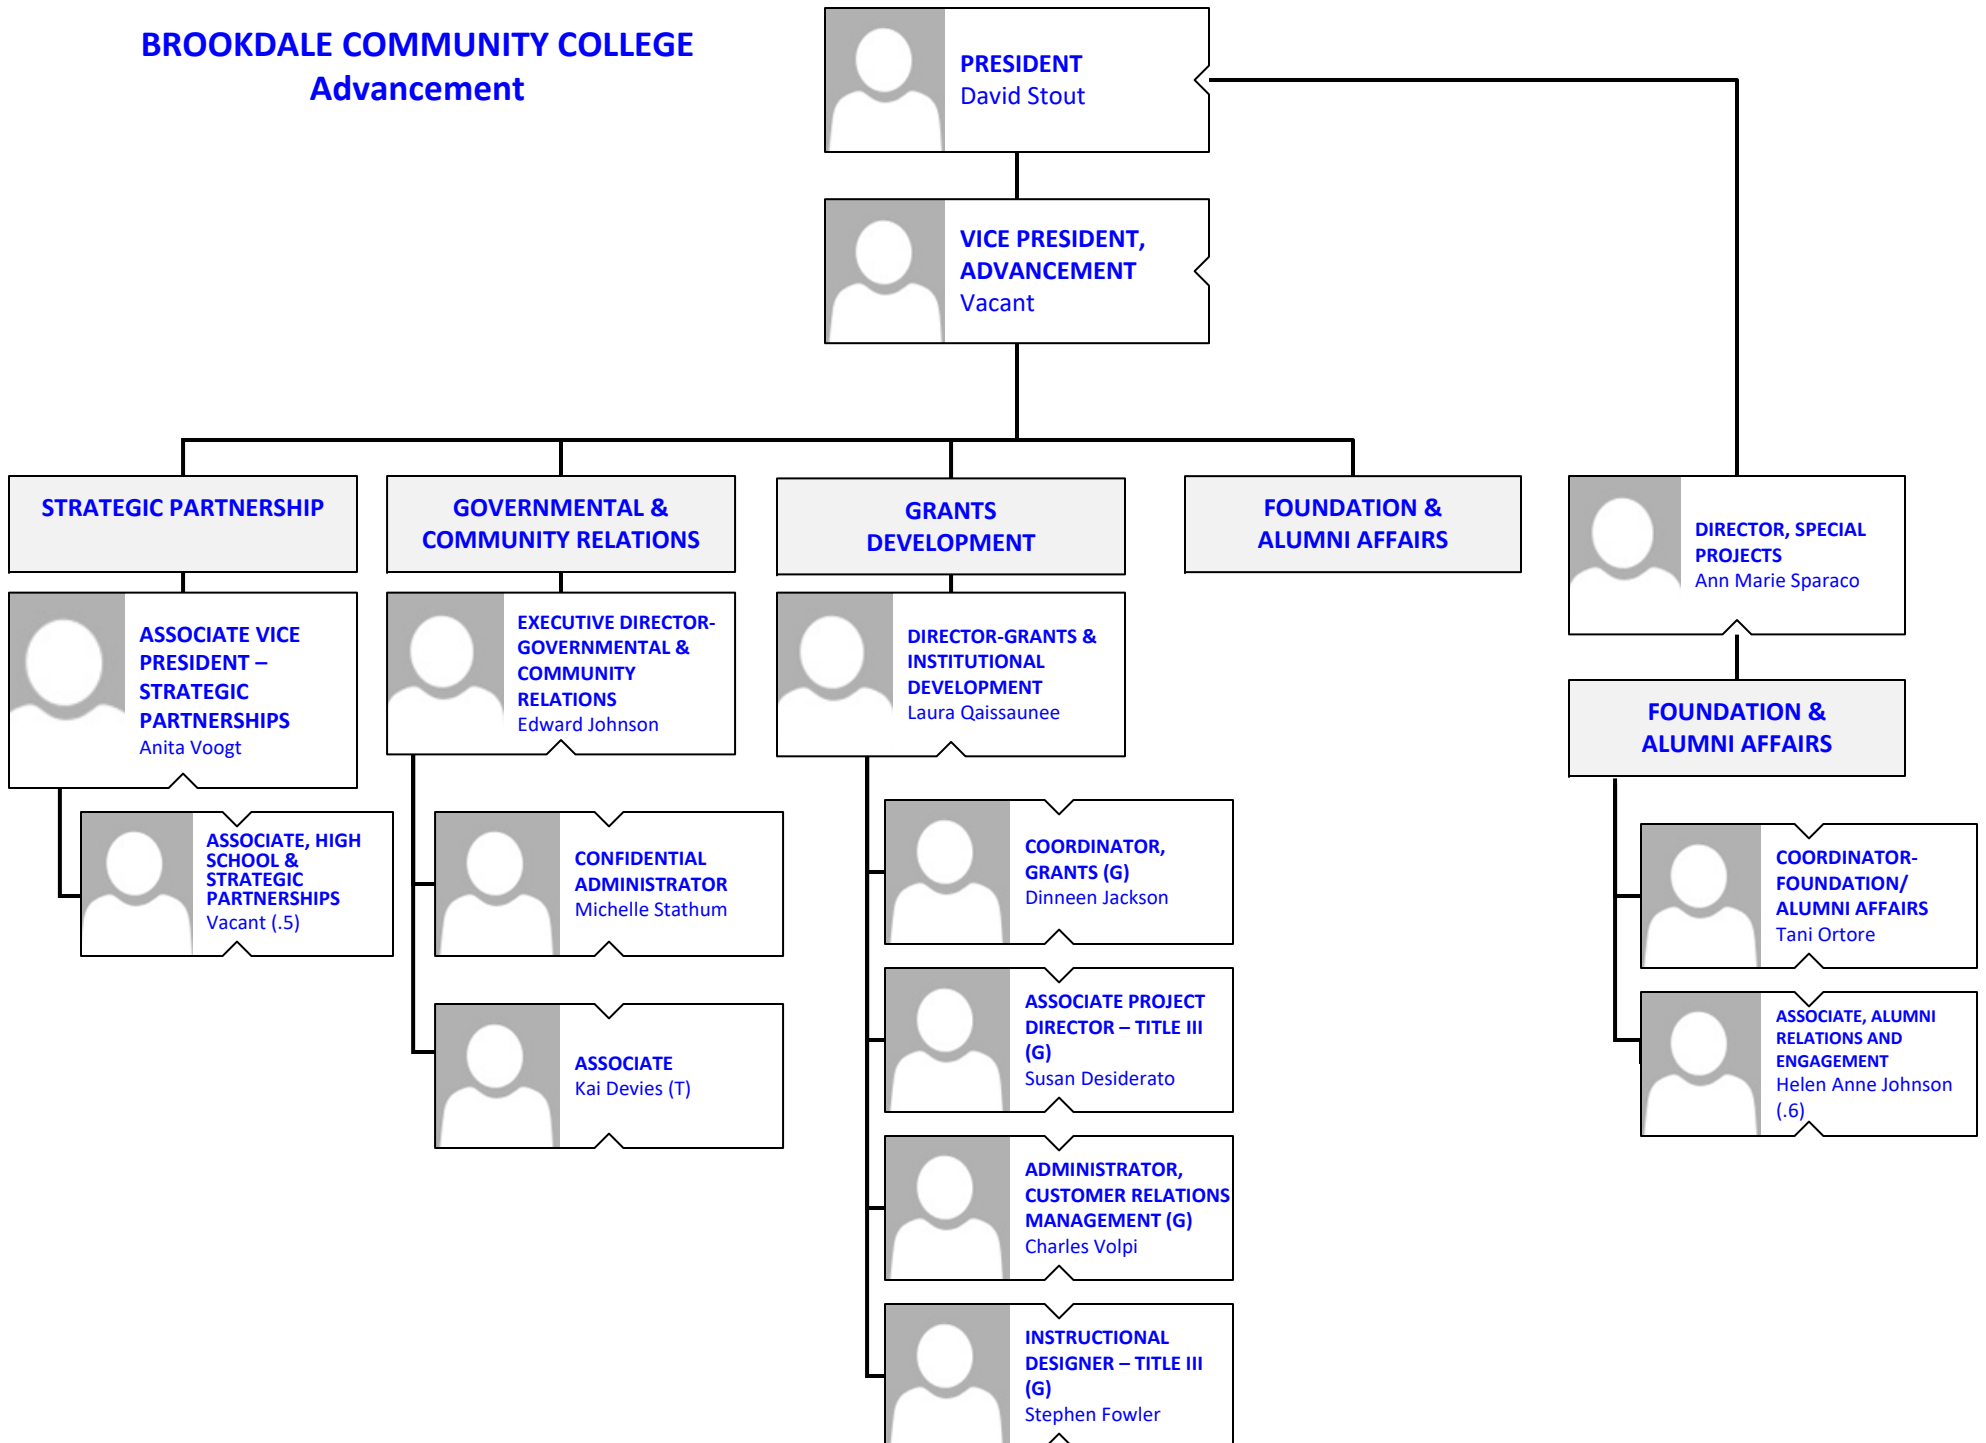 BROOKDALE COMMUNITY COLLEGE
Advancement
PRESIDENT
David Stout
VICE PRESIDENT,
ADVANCEMENT
Vacant
STRATEGIC PARTNERSHIP
ASSOCIATE VICE
PRESIDENT –
STRATEGIC
PARTNERSHIPS
Anita Voogt
ASSOCIATE, HIGH
SCHOOL &
STRATEGIC
PARTNERSHIPS
Vacant (.5)
GOVERNMENTAL &
COMMUNITY RELATIONS
EXECUTIVE DIRECTOR-
GOVERNMENTAL &
COMMUNITY
RELATIONS
Edward Johnson
CONFIDENTIAL
ADMINISTRATOR
Michelle Stathum
ASSOCIATE
Kai Devies (T)
GRANTS
DEVELOPMENT
DIRECTOR-GRANTS &
INSTITUTIONAL
DEVELOPMENT
Laura Qaissaunee
COORDINATOR,
GRANTS (G)
Dinneen Jackson
ASSOCIATE PROJECT
DIRECTOR – TITLE III
(G)
Susan Desiderato
ADMINISTRATOR,
CUSTOMER RELATIONS
MANAGEMENT (G)
Charles Volpi
INSTRUCTIONAL
DESIGNER – TITLE III
(G)
Stephen Fowler
FOUNDATION &
ALUMNI AFFAIRS
DIRECTOR, SPECIAL
PROJECTS
Ann Marie Sparaco
FOUNDATION &
ALUMNI AFFAIRS
COORDINATOR-
FOUNDATION/
ALUMNI AFFAIRS
Tani Ortore
ASSOCIATE, ALUMNI
RELATIONS AND
ENGAGEMENT
Helen Anne Johnson
(.6)